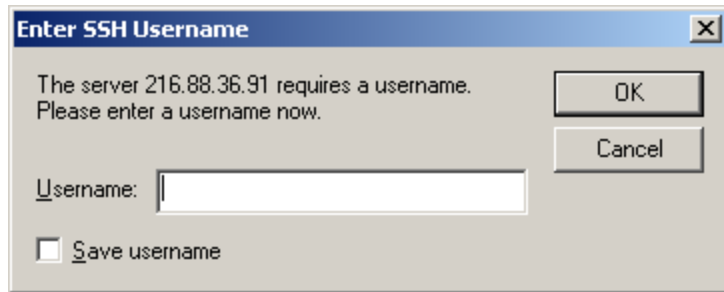 Enter SSH Username
The server 216.88.36.91 requires a username.
Please enter a username now.
OK
Cancel
Username:
Save username